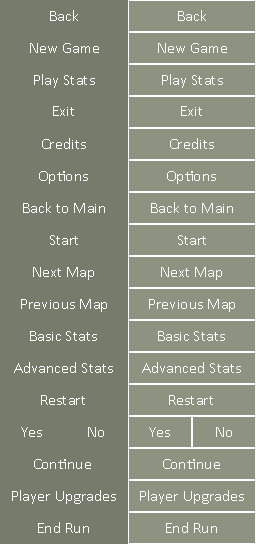 Back Back
New Game New Game
Play Stats Play Stats
Exit Exit
Credits Credits
Options Options
Back to Main Back to Main
Start Start
Next Map Next Map
Previous Map Previous Map
Basic Stats Basic Stats
Advanced Stats Advanced Stats
Restart Restart
Yes No Yes No
Continue Continue
Player Upgrades Player Upgrades
End Run End Run